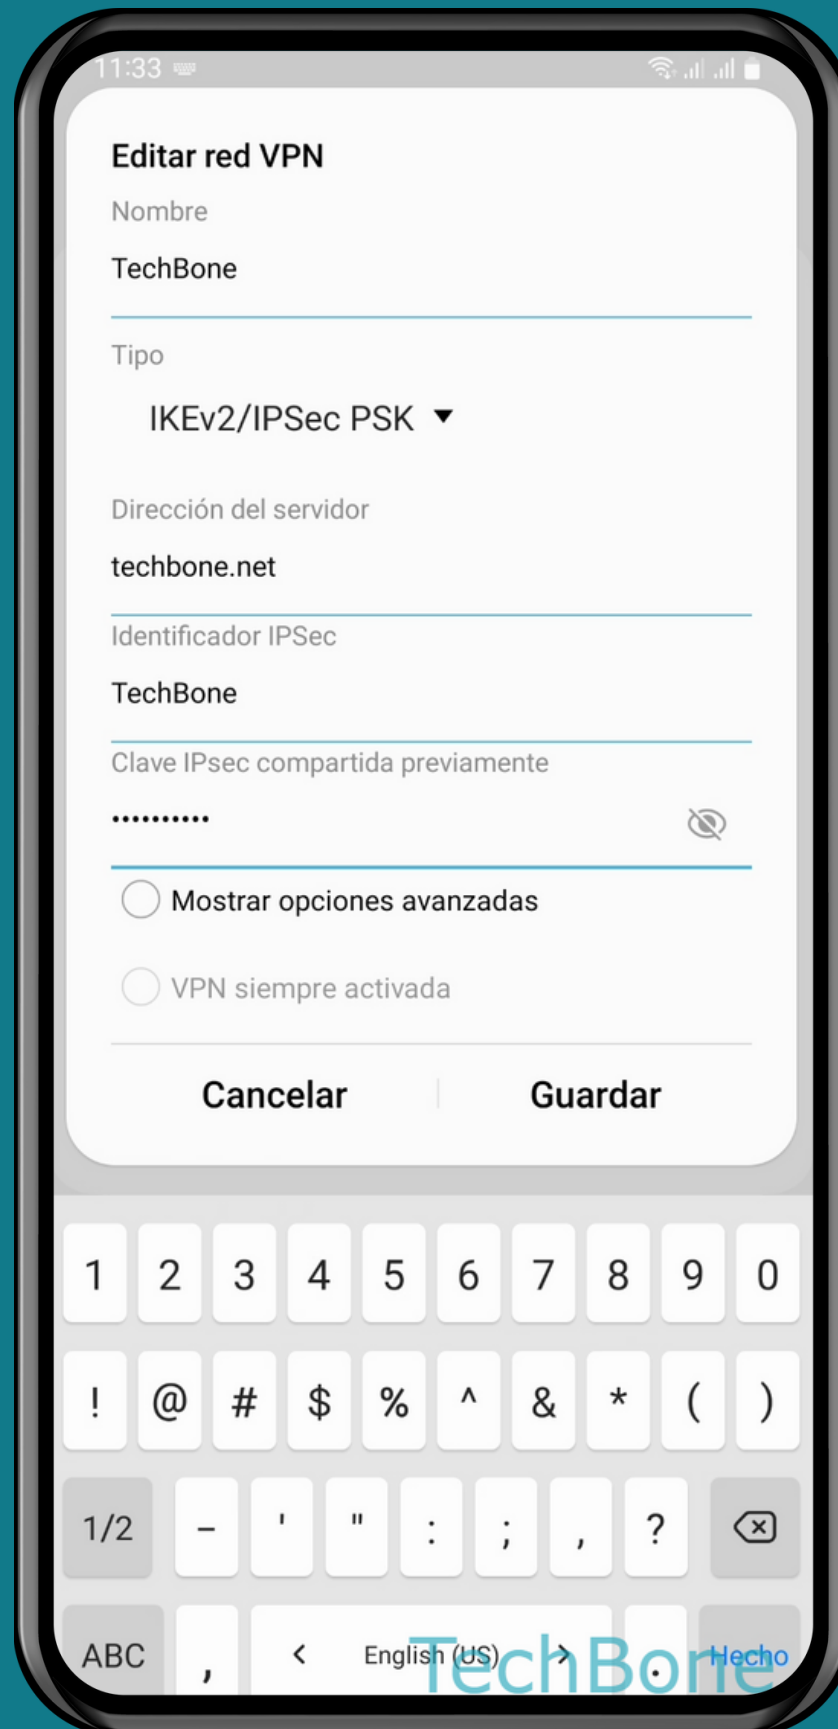 11:33
Editar red VPN
Nombre
TechBone
Tipo
IKEv2/IPSec PSK
Dirección del servidor
techbone.net
Identificador IPSec
TechBone
Clave IPsec compartida previamente
••••••••••
Mostrar opciones avanzadas
VPN siempre activada
Cancelar Guardar
1 2 3 4 5 6 7 8 9 0
! @ # $ % ^ & * ( )
1/2 - ' " : ; , ?
ABC , < English (US) > . Hecho
TechBone